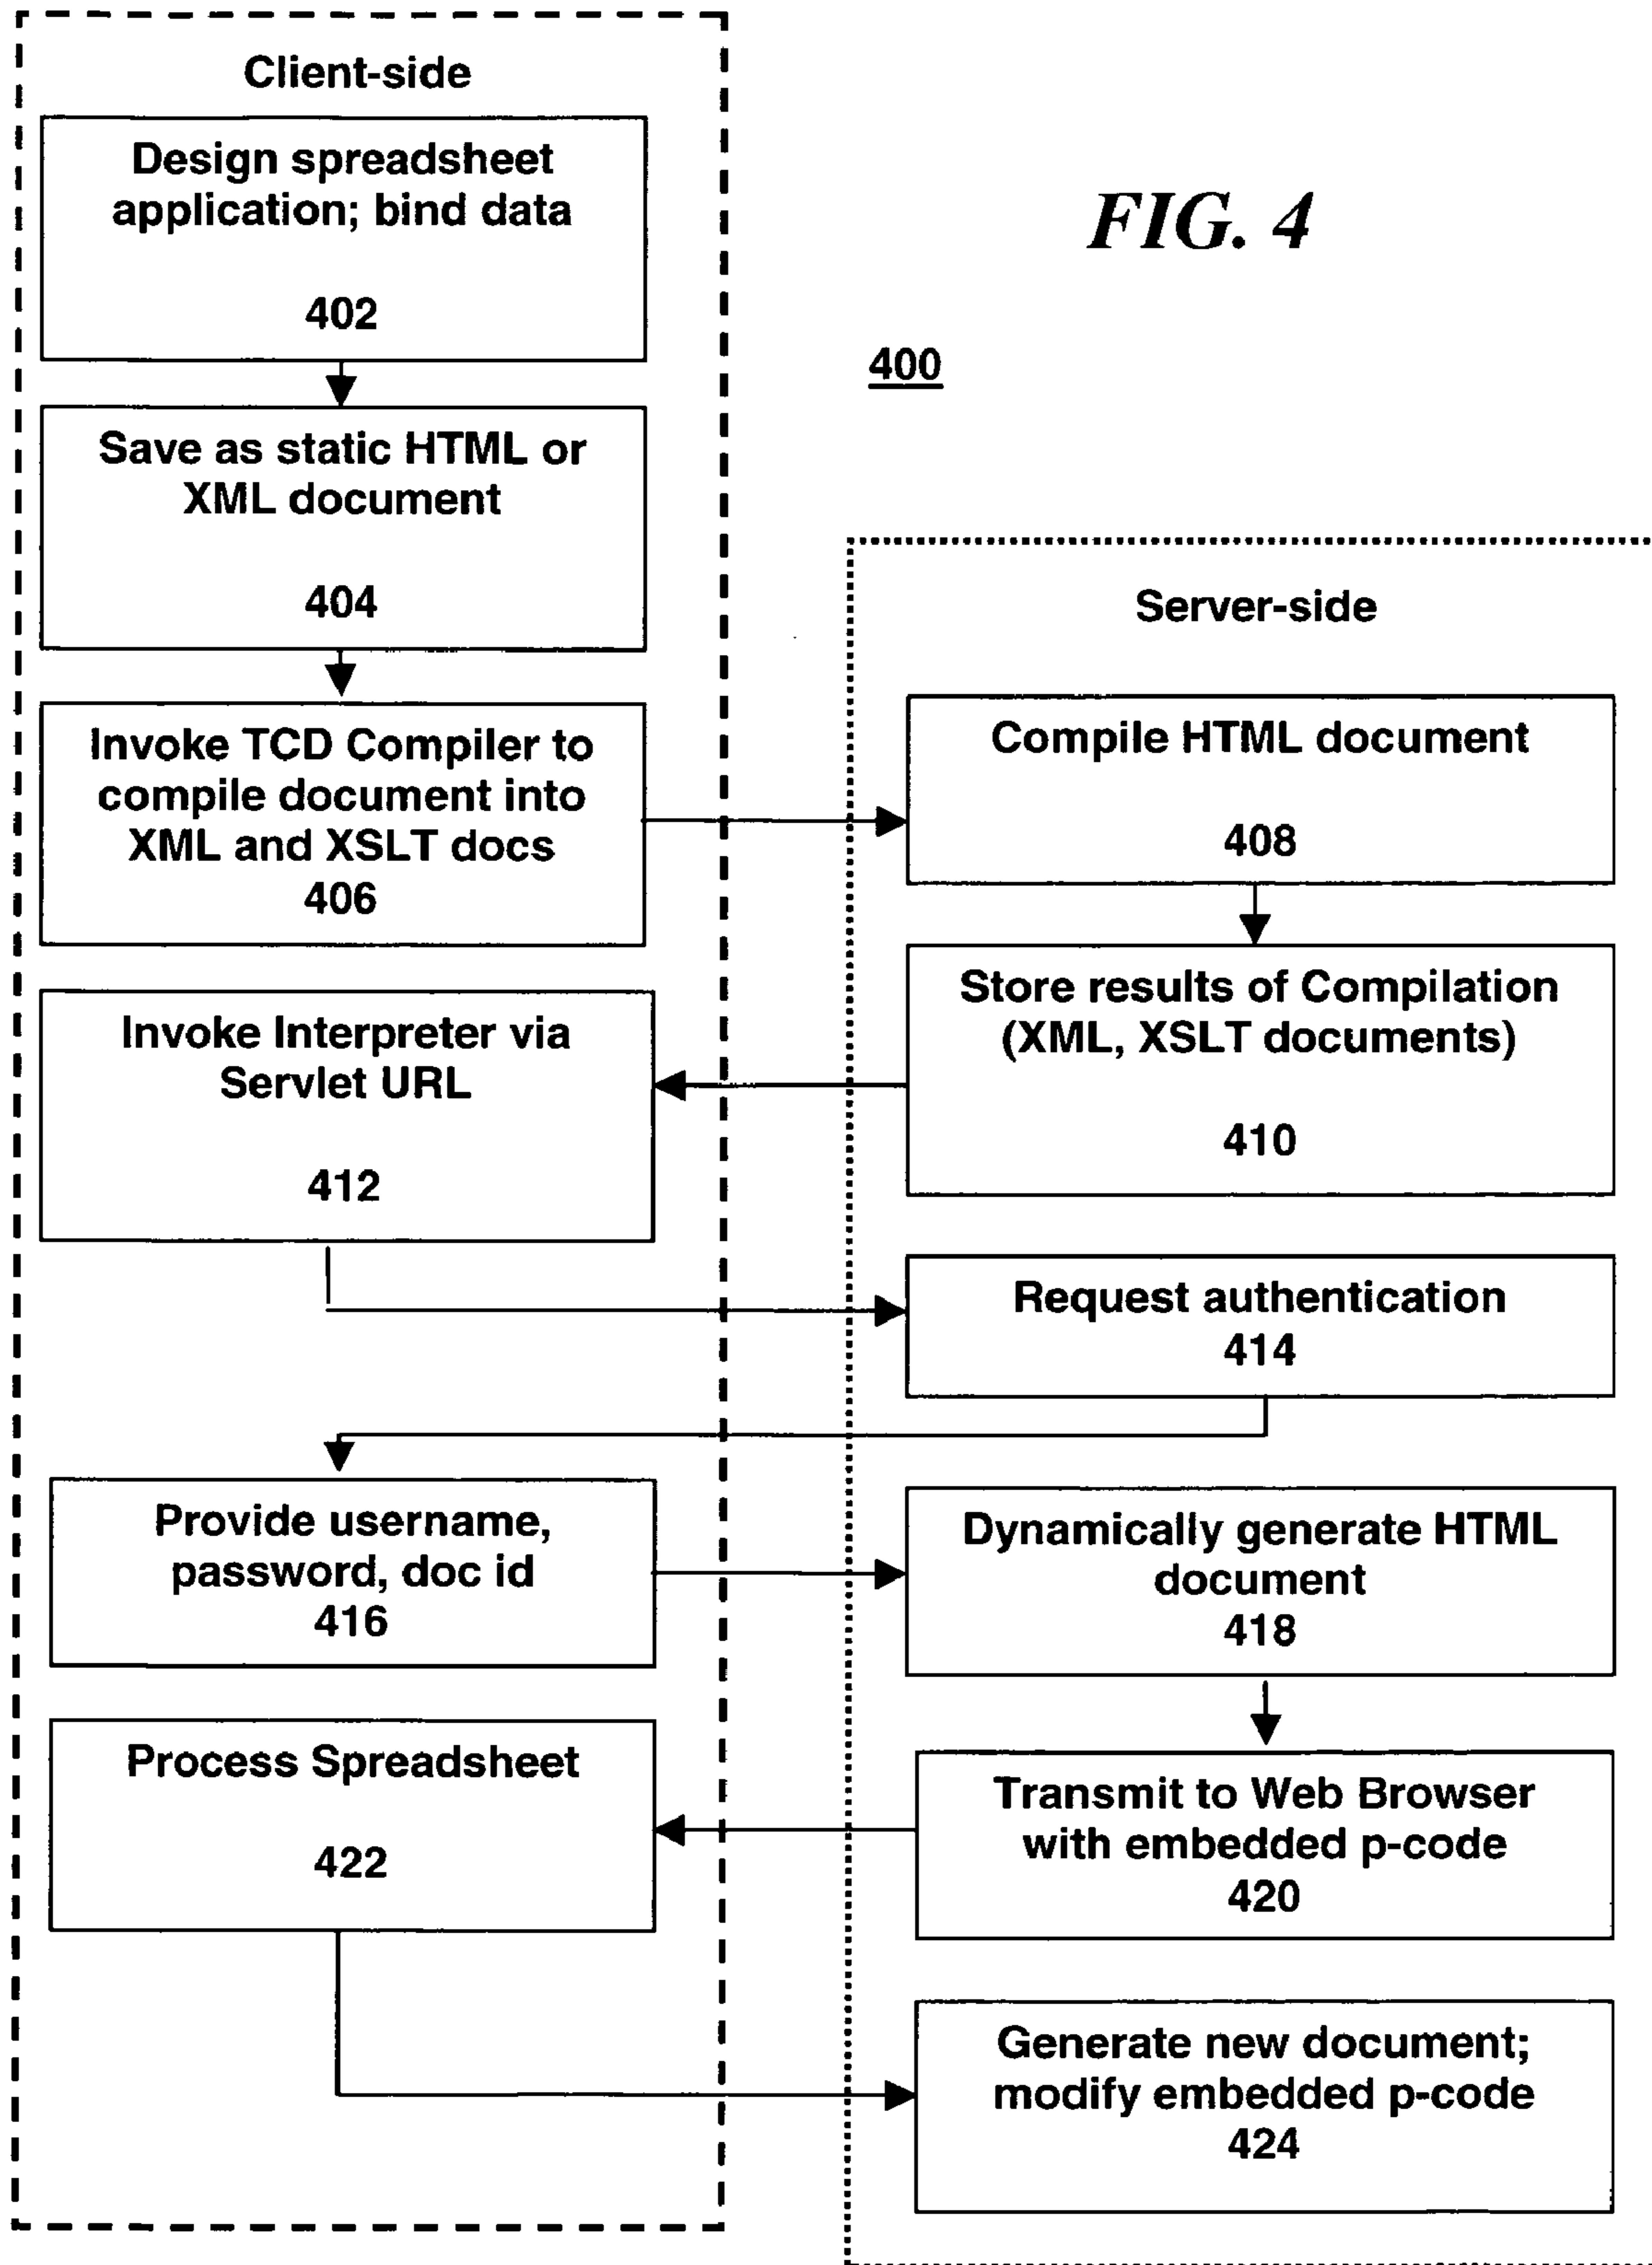 Client-side
Design spreadsheet
application; bind data
402
FIG. 4
400
Save as static HTML or
XML document
404
Server-side
Invoke TCD Compiler to
compile document into
XML and XSLT docs
406
Compile HTML document
408
Store results of Compilation
(XML, XSLT documents)
410
Invoke Interpreter via
Servlet URL
412
Request authentication
414
Provide username,
password, doc id
416
Dynamically generate HTML
document
418
Transmit to Web Browser
with embedded p-code
420
Process Spreadsheet
422
Generate new document;
modify embedded p-code
424